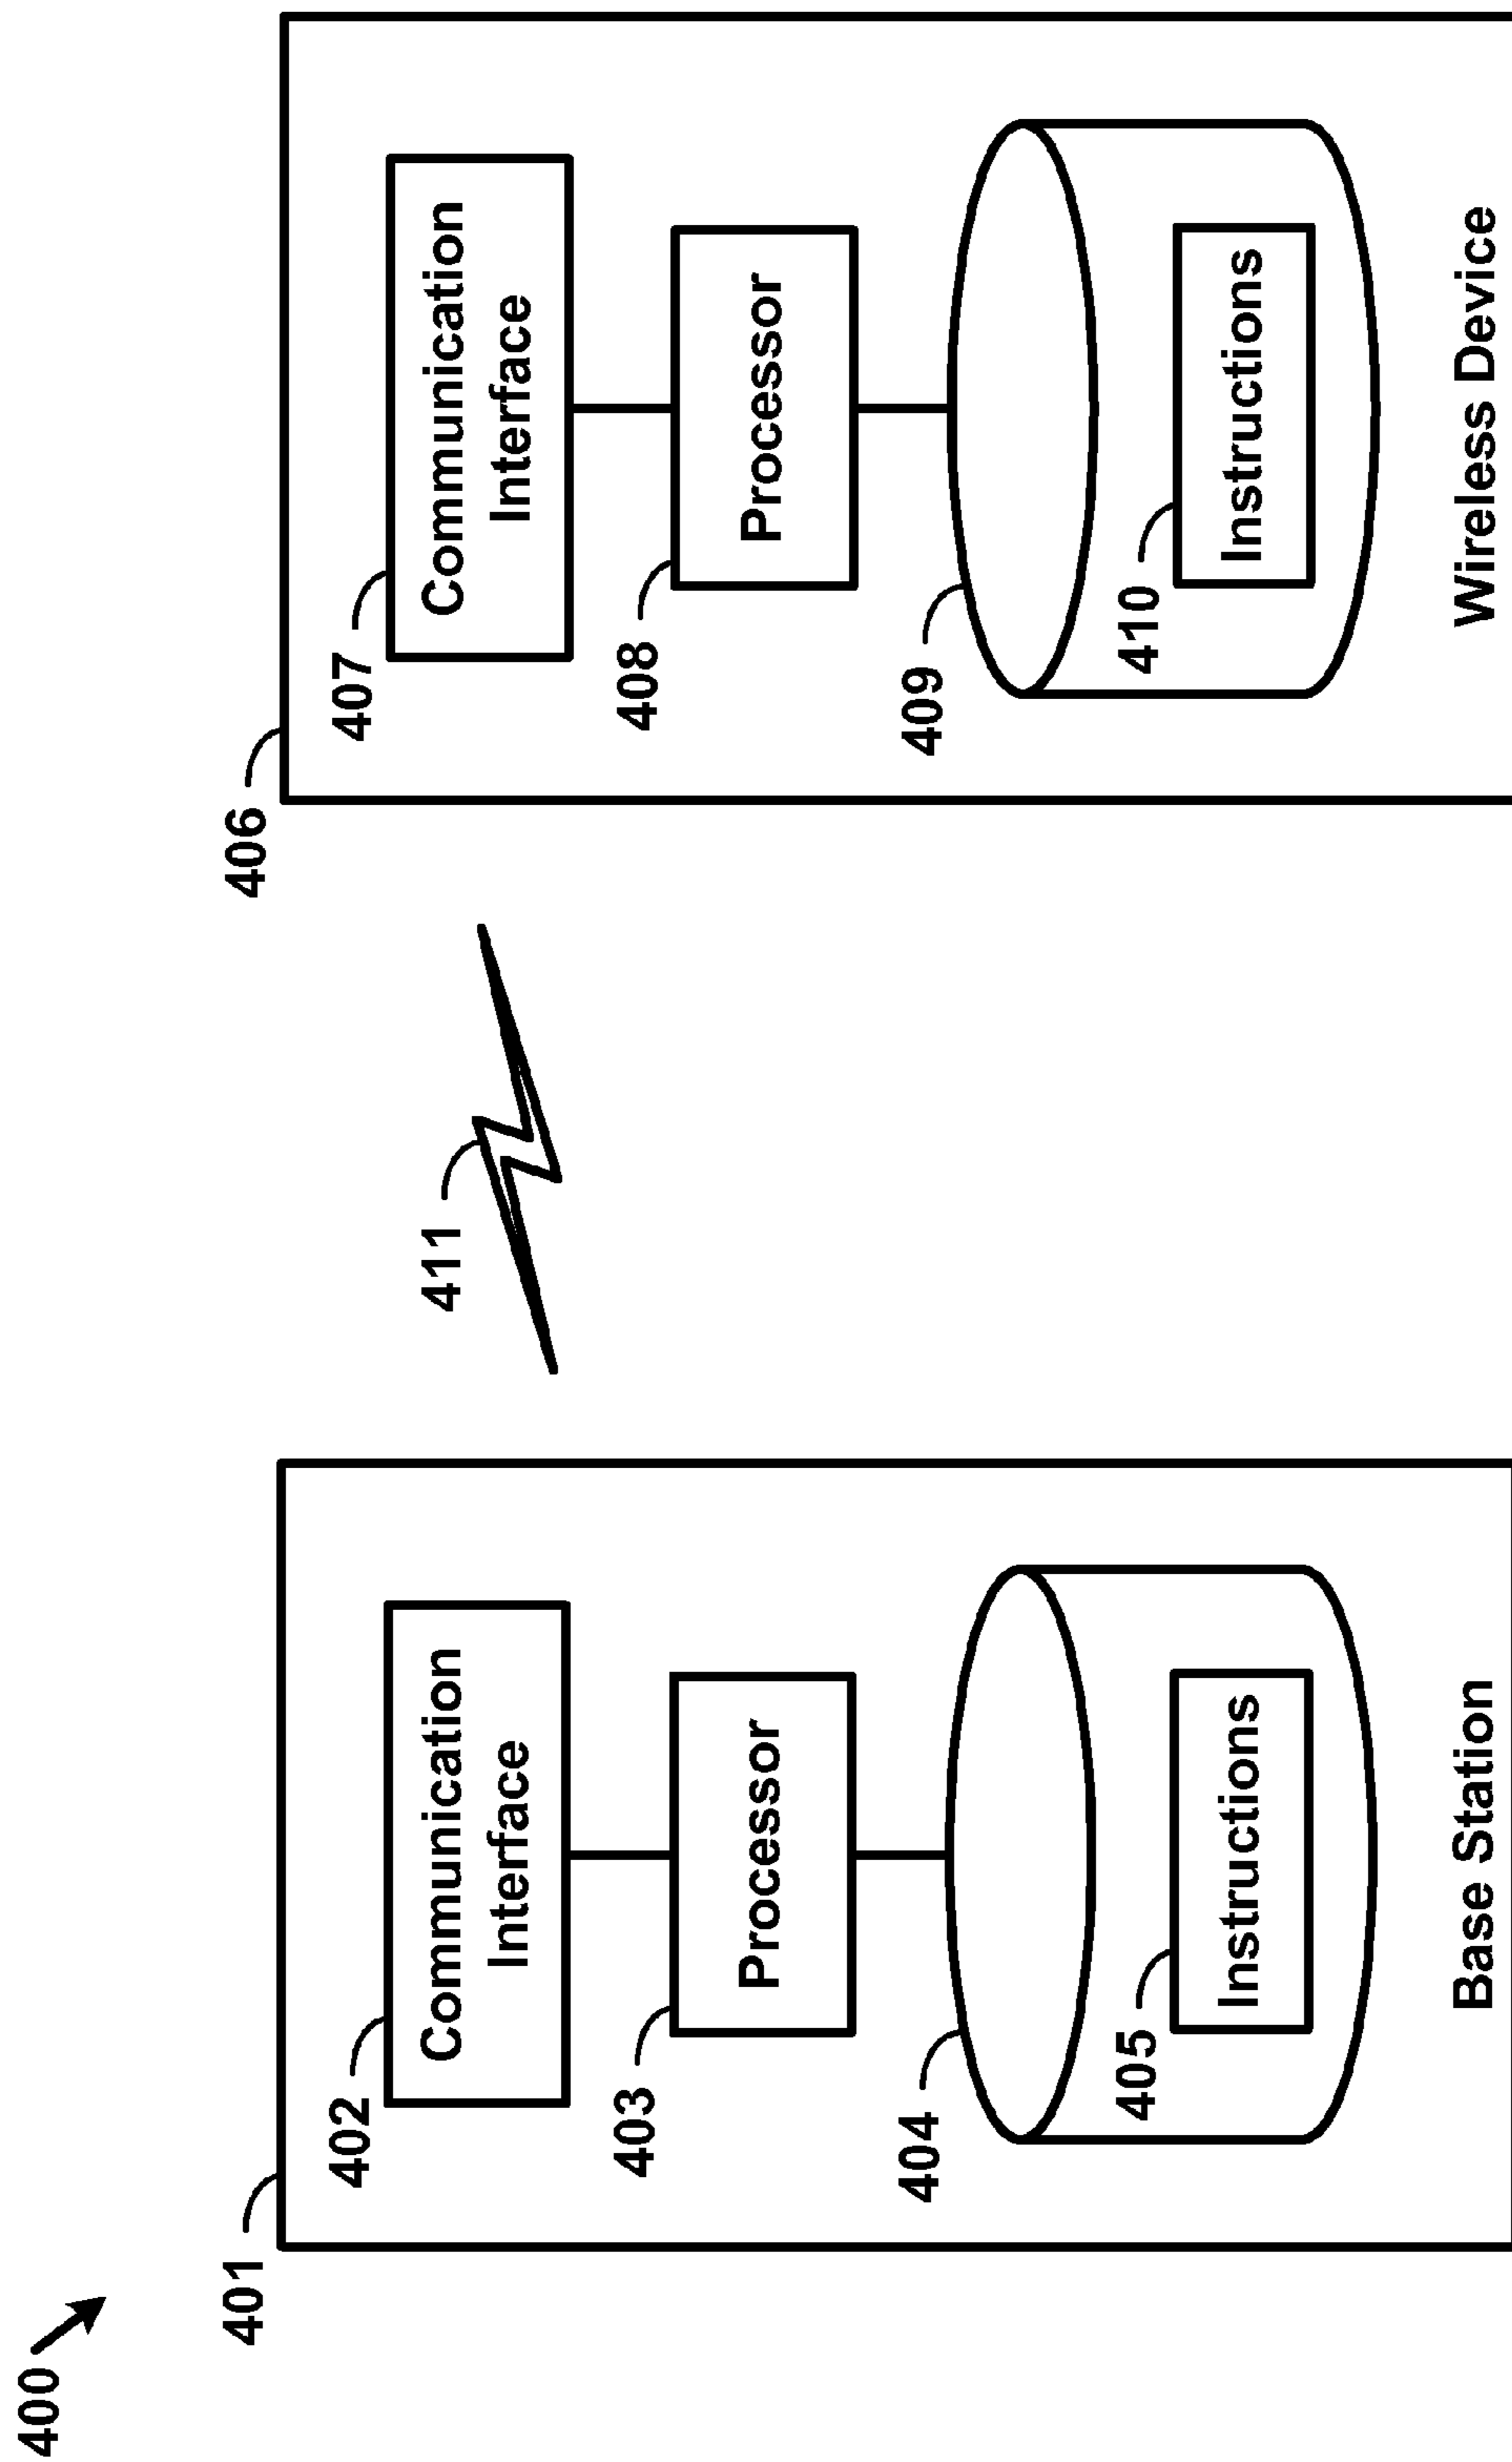 400
401
402
Communication
Interface
403
Processor
404
405
Instructions
Base Station
411
406
407
Communication
Interface
408
Processor
409
410
Instructions
Wireless Device